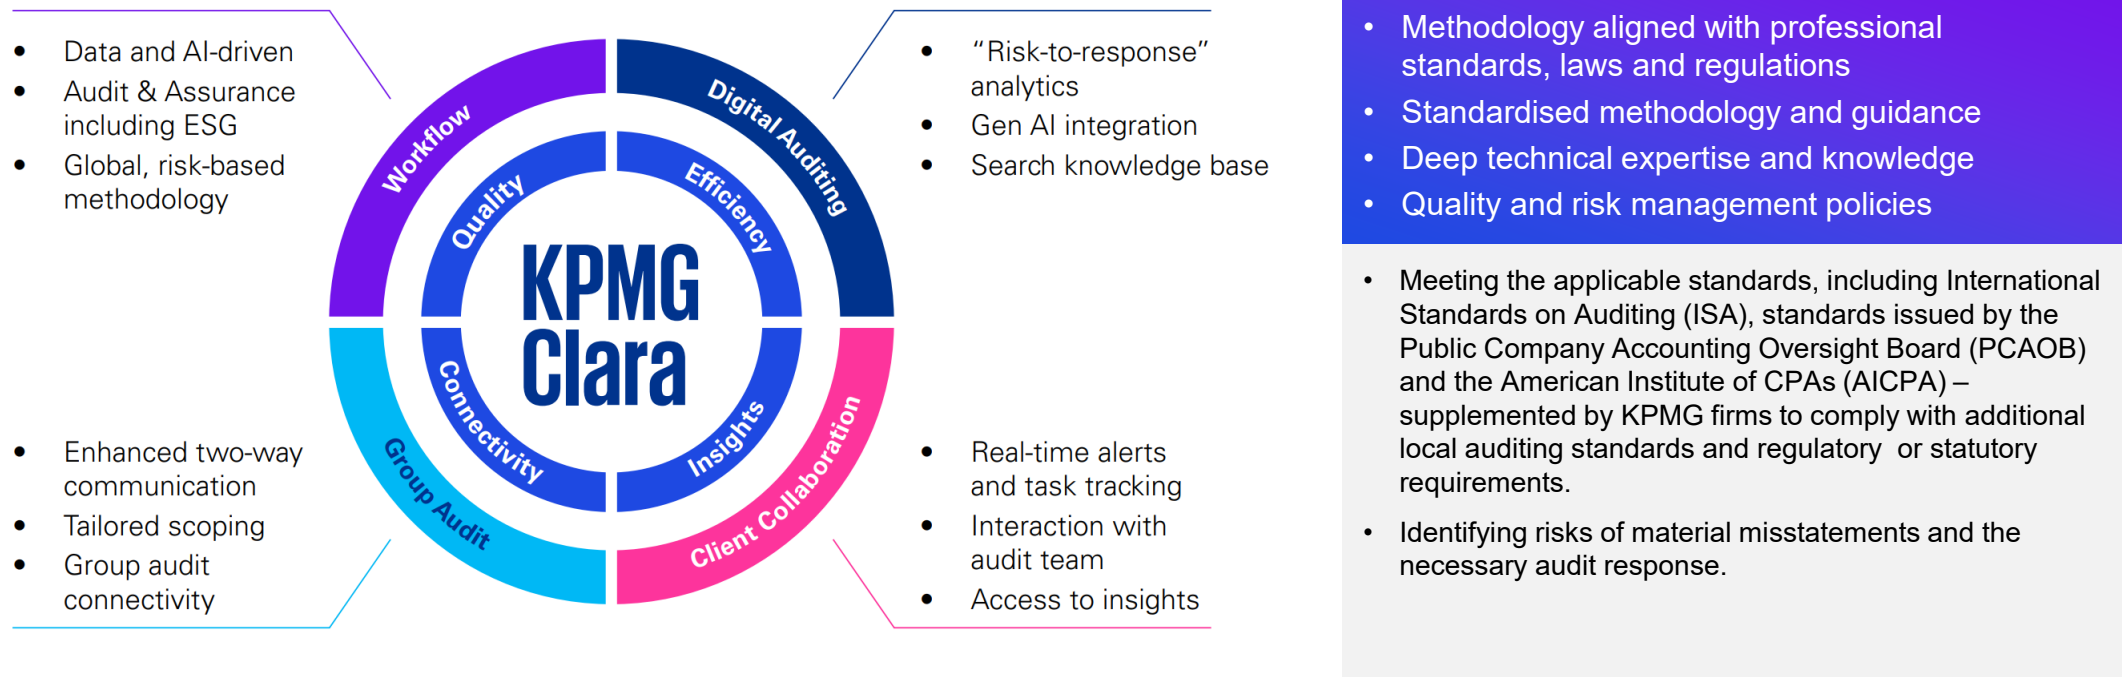 • Data and AI-driven
• Audit & Assurance
including ESG
• Global, risk-based
methodology
Workflow
Digital Auditing
Quality
Efficiency
KPMG
Clara
Connectivity
Insights
Group Audit
Client Collaboration
• “Risk-to-response”
analytics
• Gen AI integration
• Search knowledge base
• Enhanced two-way
communication
• Tailored scoping
• Group audit
connectivity
• Real-time alerts
and task tracking
• Interaction with
audit team
• Access to insights
• Methodology aligned with professional
standards, laws and regulations
• Standardised methodology and guidance
• Deep technical expertise and knowledge
• Quality and risk management policies
• Meeting the applicable standards, including International
Standards on Auditing (ISA), standards issued by the
Public Company Accounting Oversight Board (PCAOB)
and the American Institute of CPAs (AICPA) –
supplemented by KPMG firms to comply with additional
local auditing standards and regulatory  or statutory
requirements.
• Identifying risks of material misstatements and the
necessary audit response.